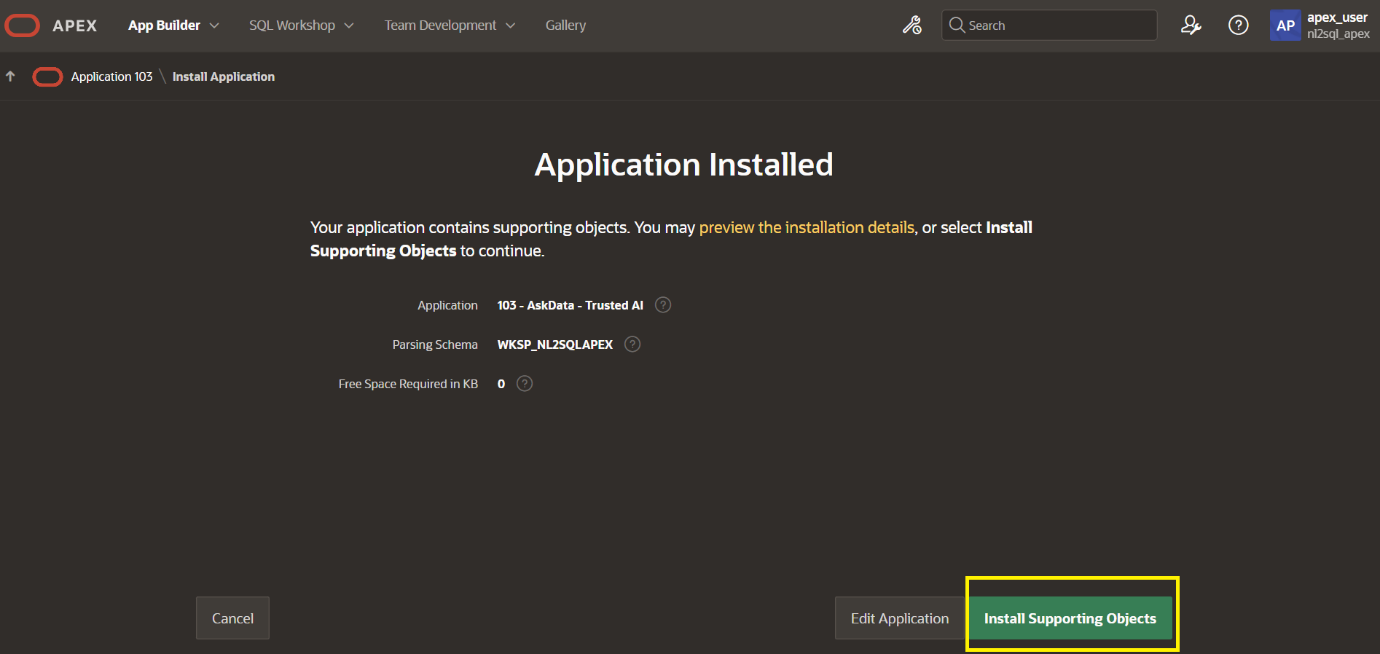 APEX App Builder SQL Workshop Team Development Gallery Search AP apex_user
nl2sql_apex
Application 103 \ Install Application
Application Installed
Your application contains supporting objects. You may preview the installation details, or select Install
Supporting Objects to continue.
Application 103 - AskData - Trusted AI
Parsing Schema WKSP_NL2SQLAPEX
Free Space Required in KB 0
Cancel Edit Application Install Supporting Objects